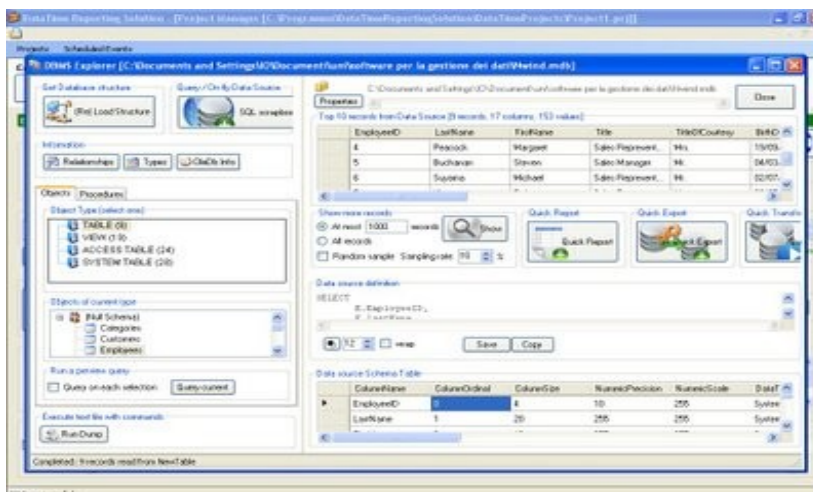 DataTime Reporting Solution - [Project Manager [C:\Programmi\DataTimeReportingSolution\DataTimeProjects\Project1.prj]]
Projects Scheduled Events
DBMS Explorer [C:\Documents and Settings\
software per la gestione dei dati\Nwind.mdb]
Get Database structure
(Re) Load Structure
Query / On fly Data Source
SQL
Information
Relationships
Types
OleDb Info
Objects
Procedures
Object Type (select one)
TABLE
VIEW
ACCESS TABLE (24)
SYSTEM TABLE
Objects of current type
(Null Schema)
Categories
Customers
Employees
Run a preview query
Query on each selection
Query current
Execute text file with commands
Run Dump
Properties
Close
Top 10 records from Data Source [9 records, 17 columns, 153 values]
EmployeeID LastName FirstName Title TitleOfCourtesy
4 Peacock Margaret Sales Represent... Mrs.
5 Buchanan Steven Sales Manager Mr.
6 Suyama Michael Sales Represent... Mr.
Show more records
At most 1000 records
Show
All records
Random sample Sampling rate 10 %
Quick Report
Quick Report
Quick Export
Quick Export
Data source definition
SELECT
E.EmployeeID,
E.LastName
12 wrap
Save
Copy
Data source Schema Table
ColumnName ColumnOrdinal ColumnSize NumericPrecision NumericScale DataT
EmployeeID 0 4 10 255 System
LastName 1 20 255 255 System
Completed: 9 records read from NewTable